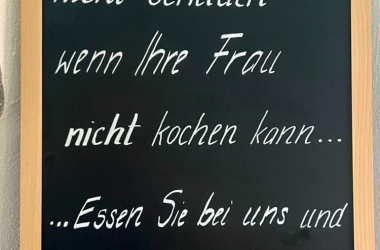 wenn Ihre Frau
nicht kochen kann...
...Essen Sie bei uns und